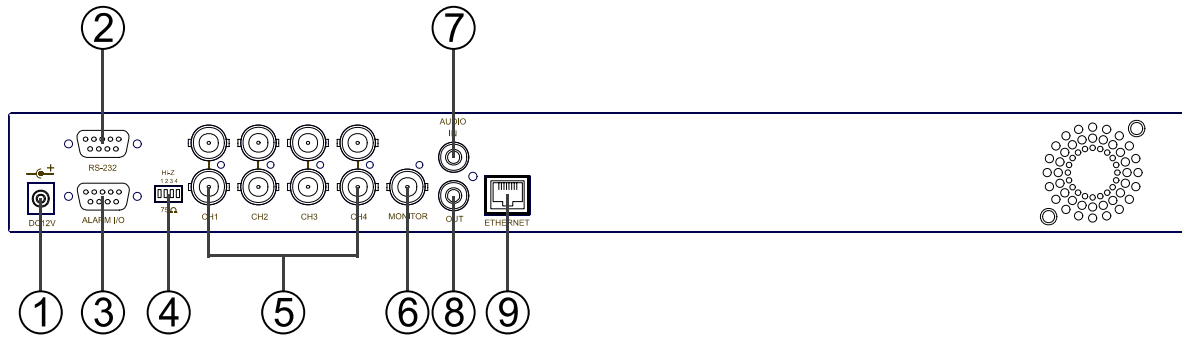 2
7
AUDIO
IN
RS-232
+
HI-Z
1 2 3 4
75Ω
DC12V
ALARM I/O
CH1
CH2
CH3
CH4
MONITOR
OUT
ETHERNET
1
3
4
5
6
8
9